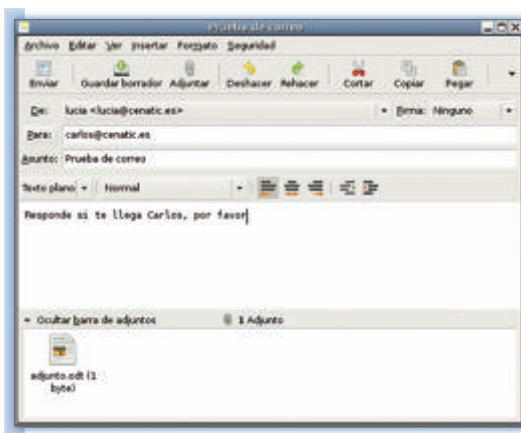 Prueba de correo
Archivo Editar Ver Insertar Formato Seguridad
Enviar Guardar borrador Adjuntar Deshacer Rehacer Cortar Copiar Pegar
De: lucia <lucia@cenatic.es> Firma: Ninguno
Para: carlos@cenatic.es
Asunto: Prueba de correo
Texto plano Normal
Responde si te llega Carlos, por favor
Ocultar barra de adjuntos 1 Adjunto
adjunto.odt (1
byte)